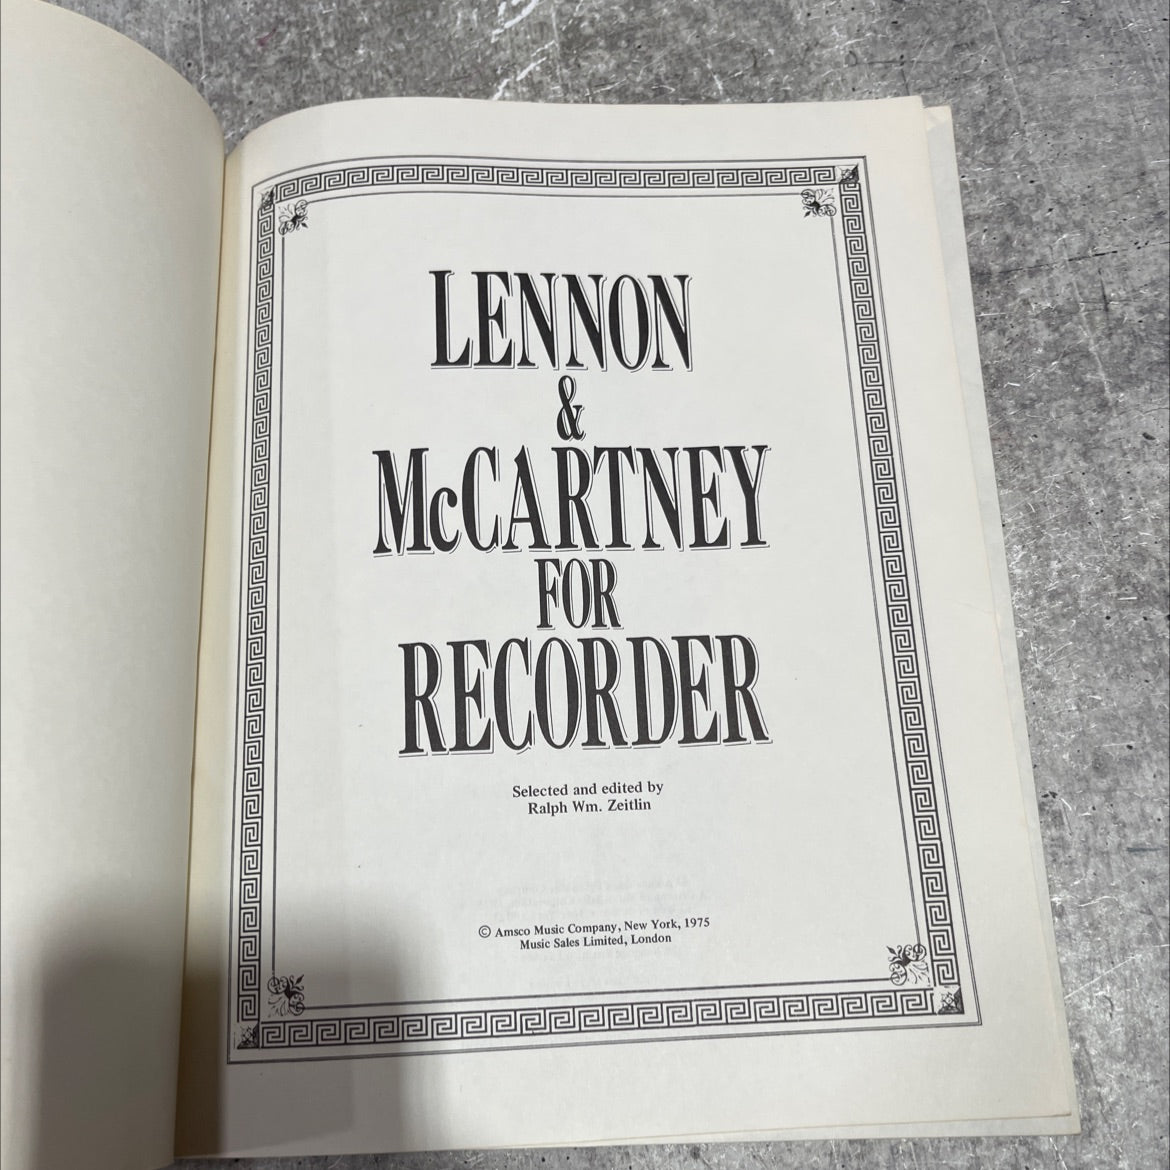 LENNON
&
McCARTNEY
FOR
RECORDER
Selected and edited by
Ralph Wm. Zeitlin
© Amsco Music Company, New York, 1975
Music Sales Limited, London